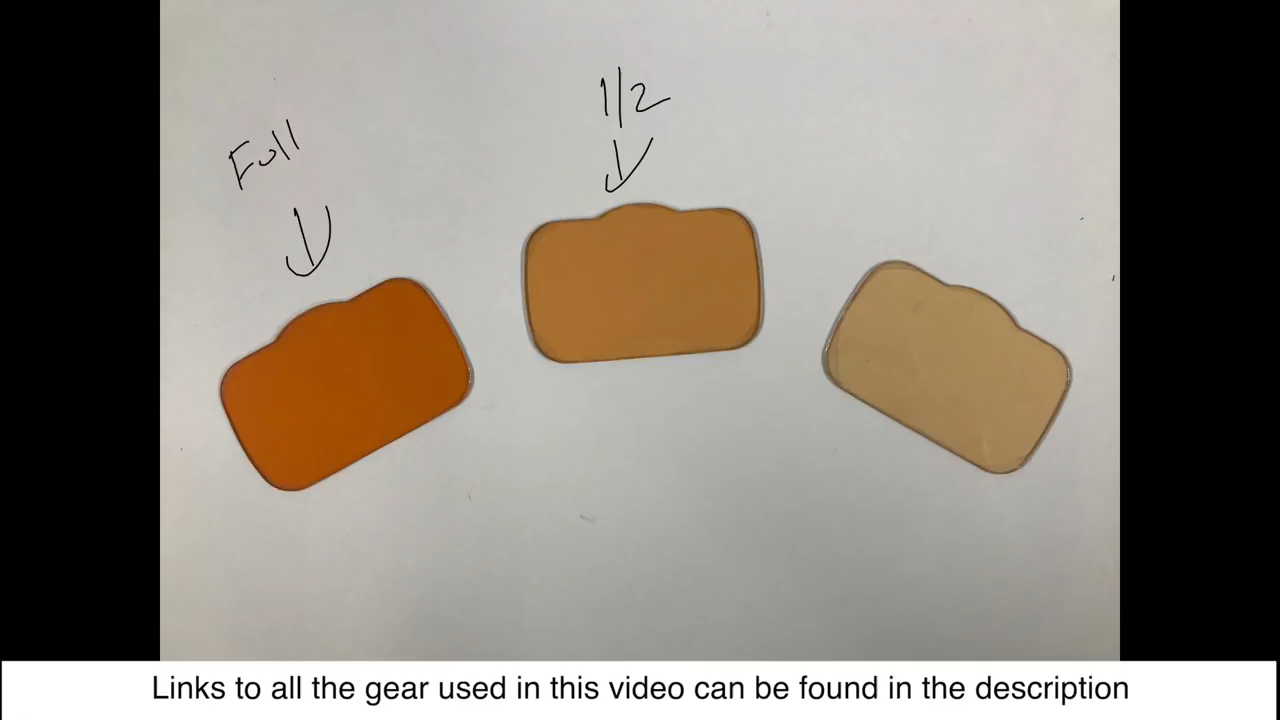 Full
1/2
Links to all the gear used in this video can be found in the description